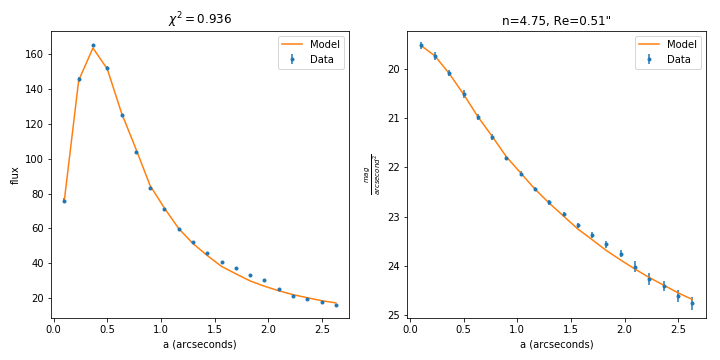 χ² = 0.936
Model
Data
flux
160
140
120
100
80
60
40
20
0.0 0.5 1.0 1.5 2.0 2.5
a (arcseconds)
n=4.75, Re=0.51"
Model
Data
mag/arcsecond²
20
21
22
23
24
25
0.0 0.5 1.0 1.5 2.0 2.5
a (arcseconds)